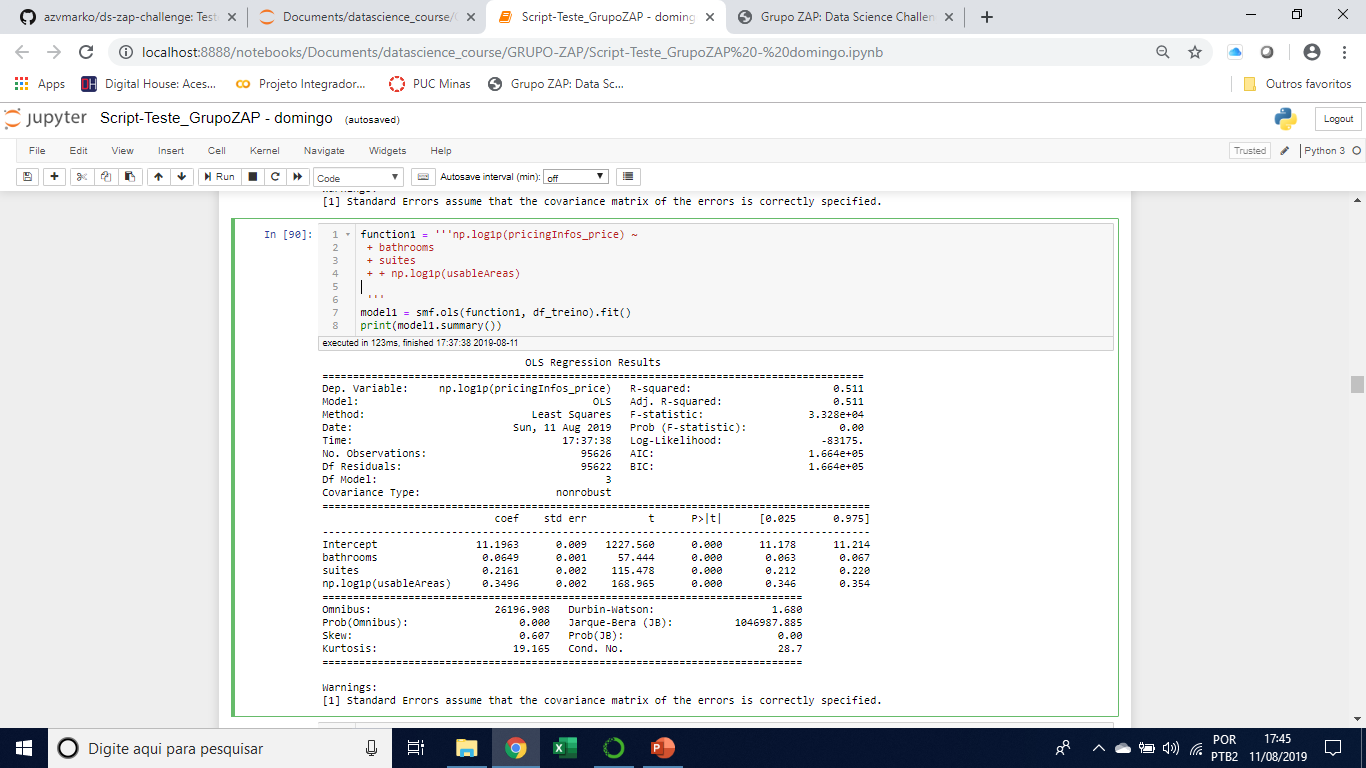 azvmarko/ds-zap-challenge: Test
Documents/datascience_course/
Script-Teste_GrupoZAP - doming
Grupo ZAP: Data Science Challen
localhost:8888/notebooks/Documents/datascience_course/GRUPO-ZAP/Script-Teste_GrupoZAP%20-%20domingo.ipynb
Apps
DH Digital House: Aces...
Projeto Integrador...
PUC Minas
Grupo ZAP: Data Sc...
Outros favoritos
jupyter Script-Teste_GrupoZAP - domingo (autosaved)
Logout
File Edit View Insert Cell Kernel Navigate Widgets Help
Trusted
Python 3
Run
Code
Autosave interval (min):
off
[1] Standard Errors assume that the covariance matrix of the errors is correctly specified.
In [90]:
1 function1 = '''np.log1p(pricingInfos_price) ~
2 + bathrooms
3 + suites
4 + + np.log1p(usableAreas)
5
6 '''
7 model1 = smf.ols(function1, df_treino).fit()
8 print(model1.summary())
executed in 123ms, finished 17:37:38 2019-08-11
OLS Regression Results
==============================================================================
Dep. Variable: np.log1p(pricingInfos_price) R-squared: 0.511
Model: OLS Adj. R-squared: 0.511
Method: Least Squares F-statistic: 3.328e+04
Date: Sun, 11 Aug 2019 Prob (F-statistic): 0.00
Time: 17:37:38 Log-Likelihood: -83175.
No. Observations: 95626 AIC: 1.664e+05
Df Residuals: 95622 BIC: 1.664e+05
Df Model: 3
Covariance Type: nonrobust
==============================================================================
coef std err t P>|t| [0.025 0.975]
------------------------------------------------------------------------------
Intercept 11.1963 0.009 1227.560 0.000 11.178 11.214
bathrooms 0.0649 0.001 57.444 0.000 0.063 0.067
suites 0.2161 0.002 115.478 0.000 0.212 0.220
np.log1p(usableAreas) 0.3496 0.002 168.965 0.000 0.346 0.354
==============================================================================
Omnibus: 26196.908 Durbin-Watson: 1.680
Prob(Omnibus): 0.000 Jarque-Bera (JB): 1046987.885
Skew: 0.607 Prob(JB): 0.00
Kurtosis: 19.165 Cond. No. 28.7
==============================================================================
Warnings:
[1] Standard Errors assume that the covariance matrix of the errors is correctly specified.
Digite aqui para pesquisar
POR
PTB2
17:45
11/08/2019